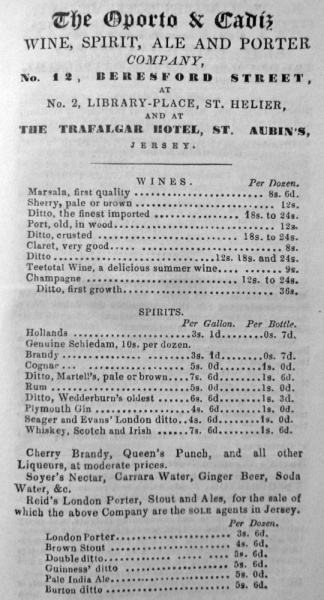 The Oporto & Cadiz
WINE, SPIRIT, ALE AND PORTER
COMPANY,
No. 12, BERESFORD STREET,
AT
No. 2, LIBRARY-PLACE, ST. HELIER,
AND AT
THE TRAFALGAR HOTEL, ST. AUBIN'S,
JERSEY.
WINES. Per Dozen.
Marsala, first quality 8s. 6d.
Sherry, pale or brown 12s.
Ditto, the finest imported 18s. to 24s.
Port, old, in wood 12s.
Ditto, crusted 18s. to 24s.
Claret, very good 8s.
Ditto 12s. 18s. and 24s.
Teetotal Wine, a delicious summer wine 9s.
Champagne 12s. to 24s.
Ditto, first growth 36s.
SPIRITS.
Per Gallon. Per Bottle.
Hollands 3s. 1d 0s. 7d.
Genuine Schiedam, 10s. per dozen.
Brandy 3s. 1d 0s. 7d.
Cognac 5s. 0d 1s. 0d.
Ditto, Martell's, pale or brown 7s. 6d 1s. 6d.
Rum 5s. 0d 1s. 0d.
Ditto, Wedderburn's oldest 6s. 6d 1s. 3d.
Plymouth Gin 4s. 6d 1s. 0d.
Seager and Evans' London ditto 4s. 6d 1s. 0d.
Whiskey, Scotch and Irish 7s. 6d 1s. 6d.
Cherry Brandy, Queen's Punch, and all other
Liqueurs, at moderate prices.
Soyer's Nectar, Carrara Water, Ginger Beer, Soda
Water, &c.
Reid's London Porter, Stout and Ales, for the sale of
which the above Company are the SOLE agents in Jersey.
Per Dozen.
London Porter 3s. 6d.
Brown Stout 4s. 6d.
Double ditto 5s. 6d.
Guinness' ditto 5s. 6d.
Pale India Ale 5s. 0d.
Burton ditto 5s. 6d.